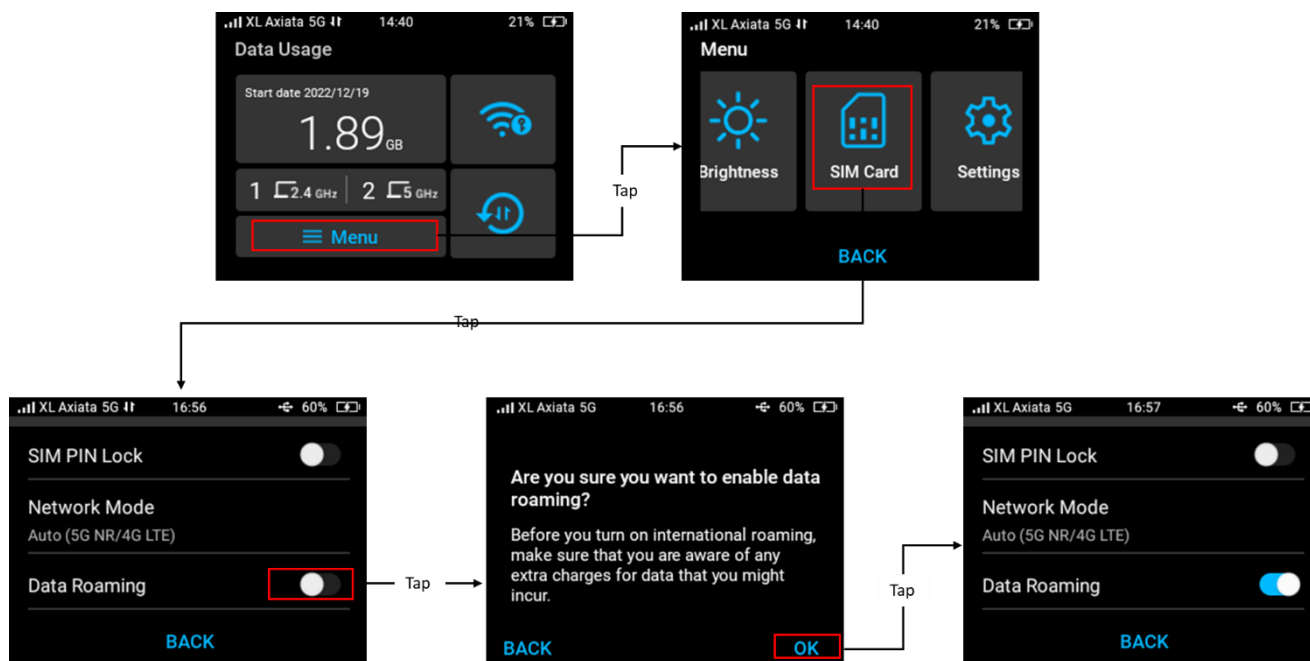 XL Axiata 5G 14:40 21%
Data Usage
Start date 2022/12/19
1.89 GB
1 2.4 GHz 2 5 GHz
Menu
Tap
XL Axiata 5G 14:40 21%
Menu
Brightness SIM Card Settings
BACK
Tap
XL Axiata 5G 16:56 60%
SIM PIN Lock
Network Mode
Auto (5G NR/4G LTE)
Data Roaming
BACK
Tap
XL Axiata 5G 16:56 60%
Are you sure you want to enable data
roaming?
Before you turn on international roaming,
make sure that you are aware of any
extra charges for data that you might
incur.
BACK OK
Tap
XL Axiata 5G 16:57 60%
SIM PIN Lock
Network Mode
Auto (5G NR/4G LTE)
Data Roaming
BACK